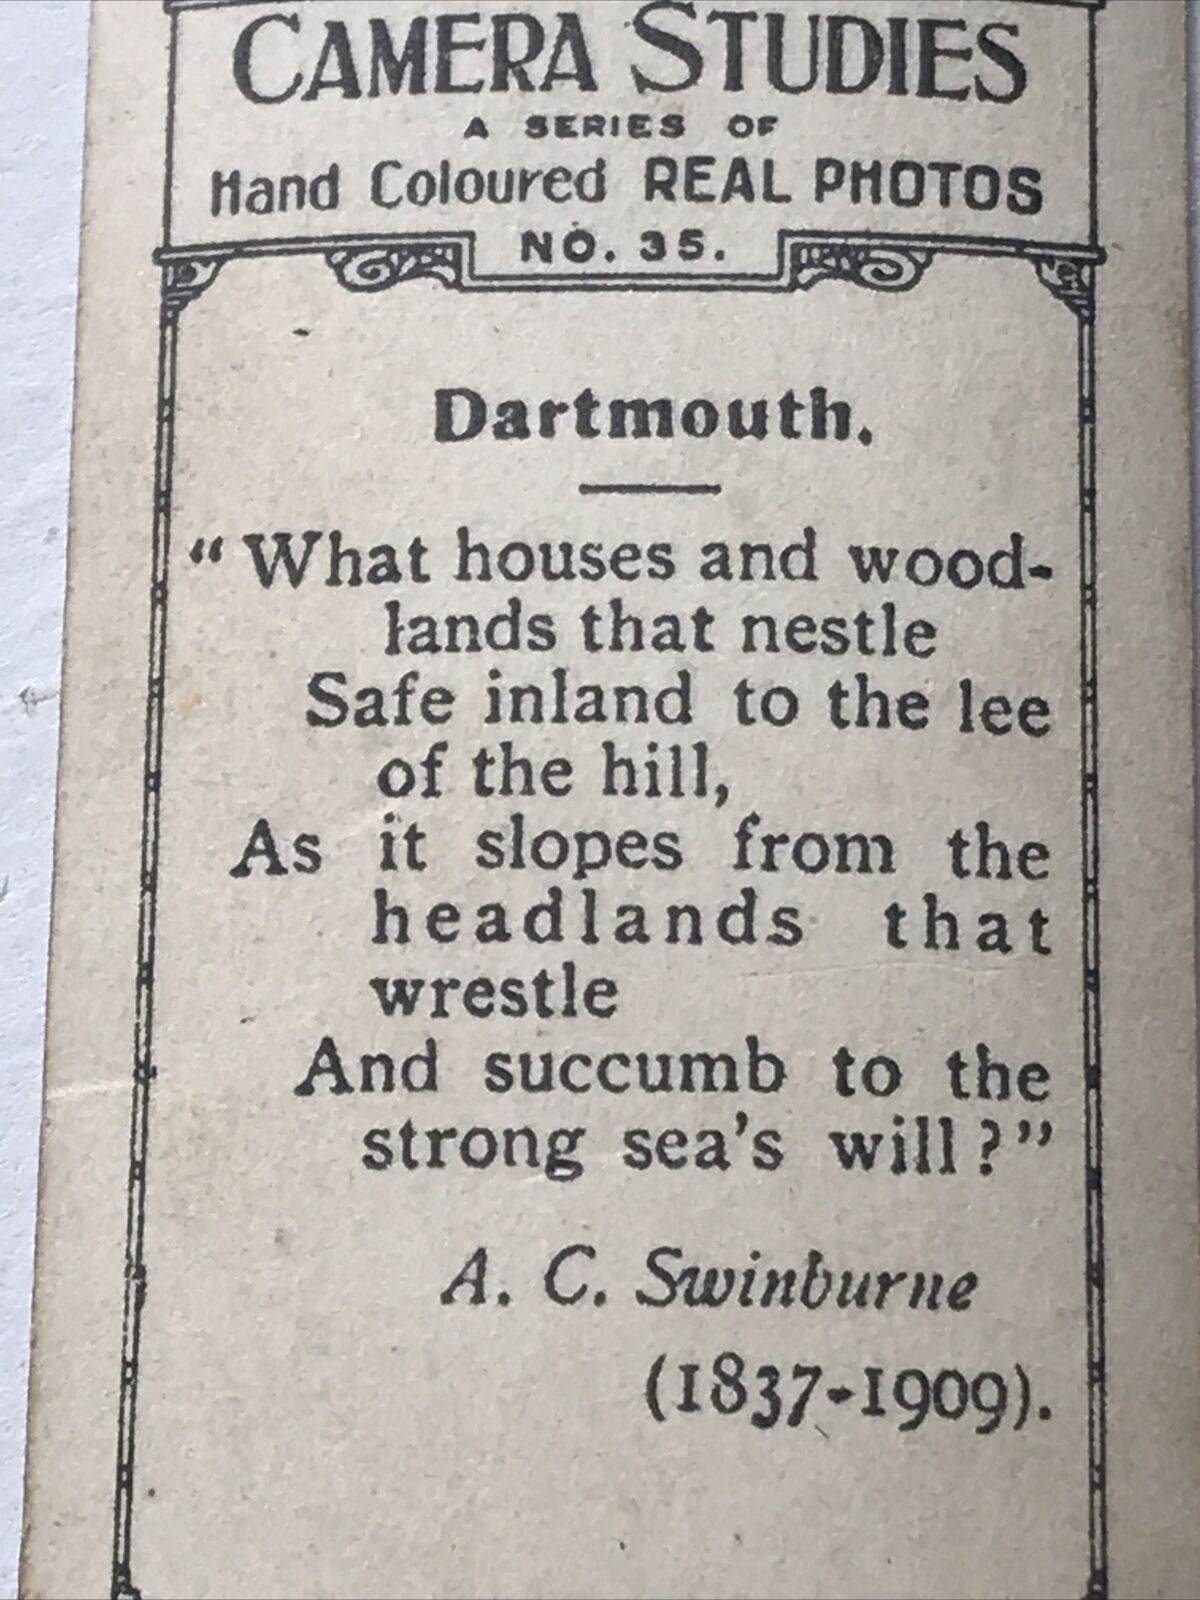 CAMERA STUDIES
A SERIES OF
Hand Coloured REAL PHOTOS
NO. 35.
Dartmouth.
"What houses and wood-
lands that nestle
Safe inland to the lee
of the hill,
As it slopes from the
headlands that
wrestle
And succumb to the
strong sea's will?"
A. C. Swinburne
(1837-1909).